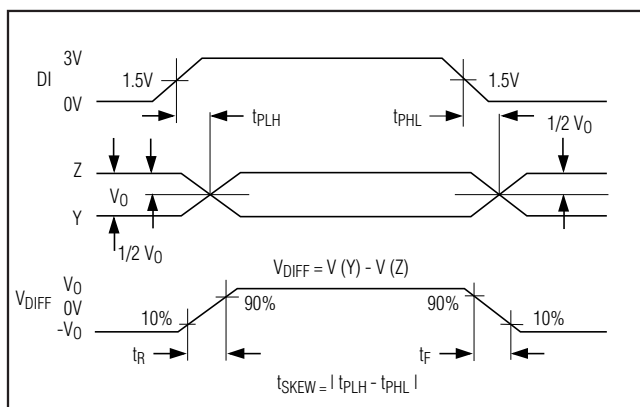 3V
DI
1.5V
1.5V
0V
tPLH
tPHL
1/2 VO
Z
VO
Y
1/2 VO
VDIFF = V (Y) - V (Z)
VO
VDIFF
0V
-VO
10%
90%
90%
10%
tR
tF
tSKEW = | tPLH - tPHL |